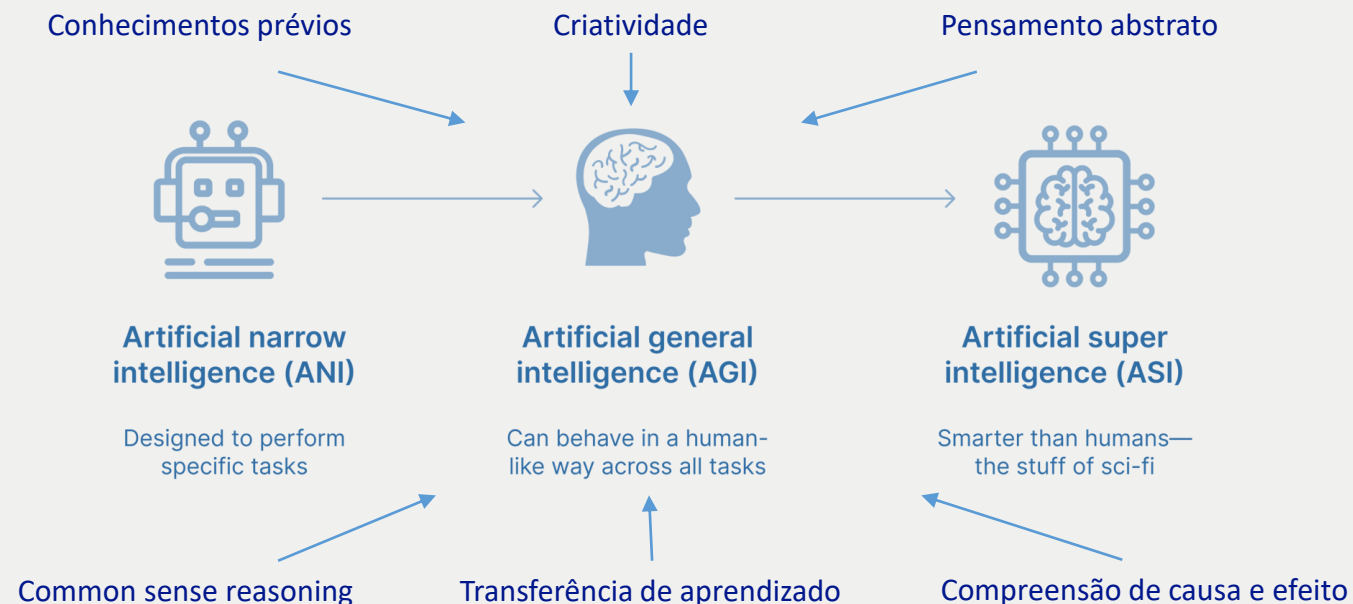 Conhecimentos prévios
Criatividade
Pensamento abstrato
Artificial narrow
intelligence (ANI)
Designed to perform
specific tasks
Artificial general
intelligence (AGI)
Can behave in a human-
like way across all tasks
Artificial super
intelligence (ASI)
Smarter than humans—
the stuff of sci-fi
Common sense reasoning
Transferência de aprendizado
Compreensão de causa e efeito